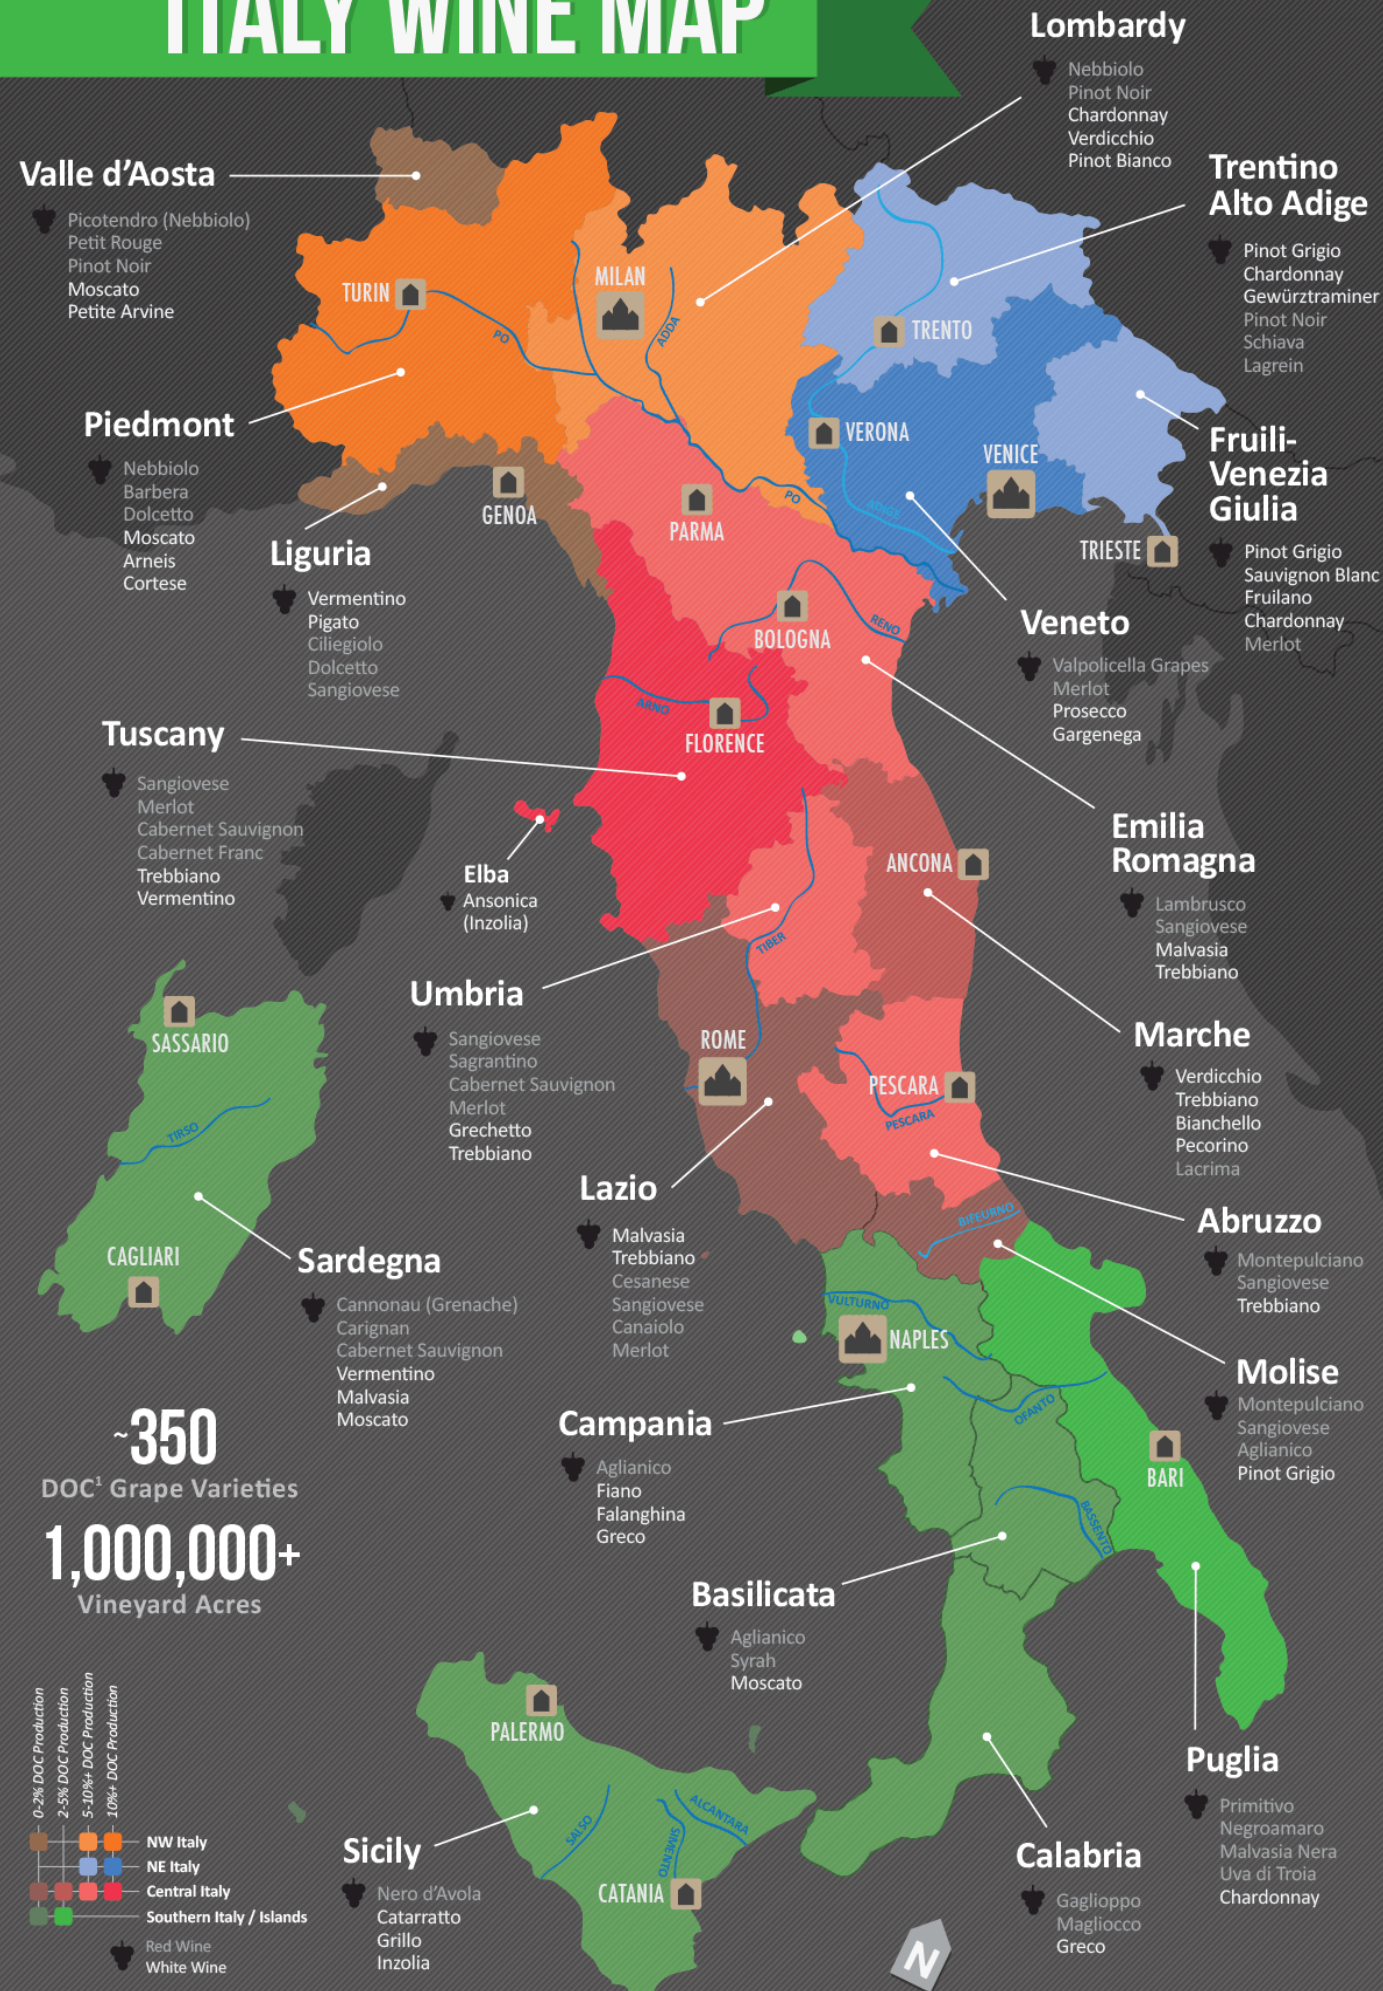 ITALY WINE MAP
Lombardy
Nebbiolo
Pinot Noir
Chardonnay
Verdicchio
Pinot Bianco
Valle d'Aosta
Picotendro (Nebbiolo)
Petit Rouge
Pinot Noir
Moscato
Petite Arvine
Trentino
Alto Adige
Pinot Grigio
Chardonnay
Gewürztraminer
Pinot Noir
Schiava
Lagrein
TURIN
MILAN
PO
ADDA
TRENTO
Piedmont
Nebbiolo
Barbera
Dolcetto
Moscato
Arneis
Cortese
VERONA
VENICE
GENOA
PARMA
PO
ADIGE
TRIESTE
Fruili-
Venezia
Giulia
Pinot Grigio
Sauvignon Blanc
Fruilano
Chardonnay
Merlot
Liguria
Vermentino
Pigato
Ciliegiolo
Dolcetto
Sangiovese
BOLOGNA
RENO
Veneto
Valpolicella Grapes
Merlot
Prosecco
Gargenega
Tuscany
Sangiovese
Merlot
Cabernet Sauvignon
Cabernet Franc
Trebbiano
Vermentino
ARNO
FLORENCE
Elba
Ansonica
(Inzolia)
ANCONA
Emilia
Romagna
Lambrusco
Sangiovese
Malvasia
Trebbiano
TIBER
Umbria
Sangiovese
Sagrantino
Cabernet Sauvignon
Merlot
Grechetto
Trebbiano
SASSARIO
TIRSO
ROME
PESCARA
PESCARA
Marche
Verdicchio
Trebbiano
Bianchello
Pecorino
Lacrima
Lazio
Malvasia
Trebbiano
Cesanese
Sangiovese
Canaiolo
Merlot
BIFEURNO
Abruzzo
Montepulciano
Sangiovese
Trebbiano
CAGLIARI
Sardegna
Cannonau (Grenache)
Carignan
Cabernet Sauvignon
Vermentino
Malvasia
Moscato
VULTURNO
NAPLES
Molise
Montepulciano
Sangiovese
Aglianico
Pinot Grigio
Campania
Aglianico
Fiano
Falanghina
Greco
OFANTO
BARI
BASSENTO
~350
DOC¹ Grape Varieties
1,000,000+
Vineyard Acres
Basilicata
Aglianico
Syrah
Moscato
PALERMO
Puglia
Primitivo
Negroamaro
Malvasia Nera
Uva di Troia
Chardonnay
SALSO
SIMENTO
ALCANTARA
CATANIA
Sicily
Nero d'Avola
Catarratto
Grillo
Inzolia
Calabria
Gaglioppo
Magliocco
Greco
0-2% DOC Production
2-5% DOC Production
5-10%+ DOC Production
10%+ DOC Production
NW Italy
NE Italy
Central Italy
Southern Italy / Islands
Red Wine
White Wine
N